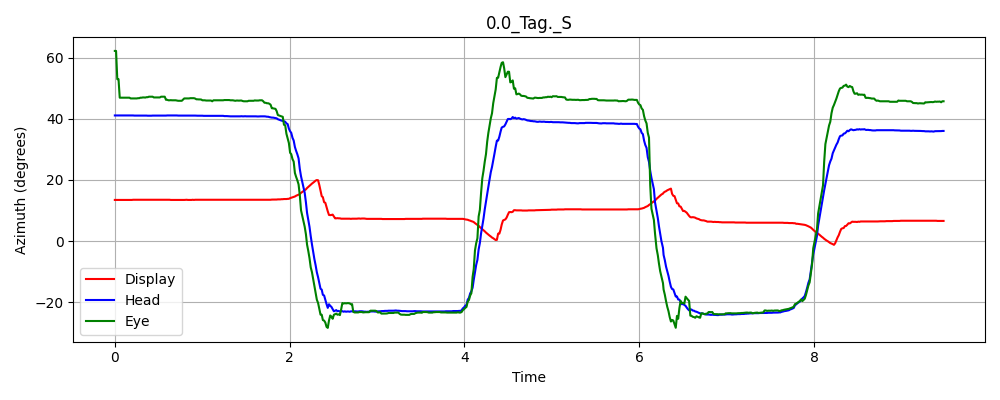 0.0_Tag._S
Azimuth (degrees)
60
40
20
0
−20
Display
Head
Eye
0 2 4 6 8
Time